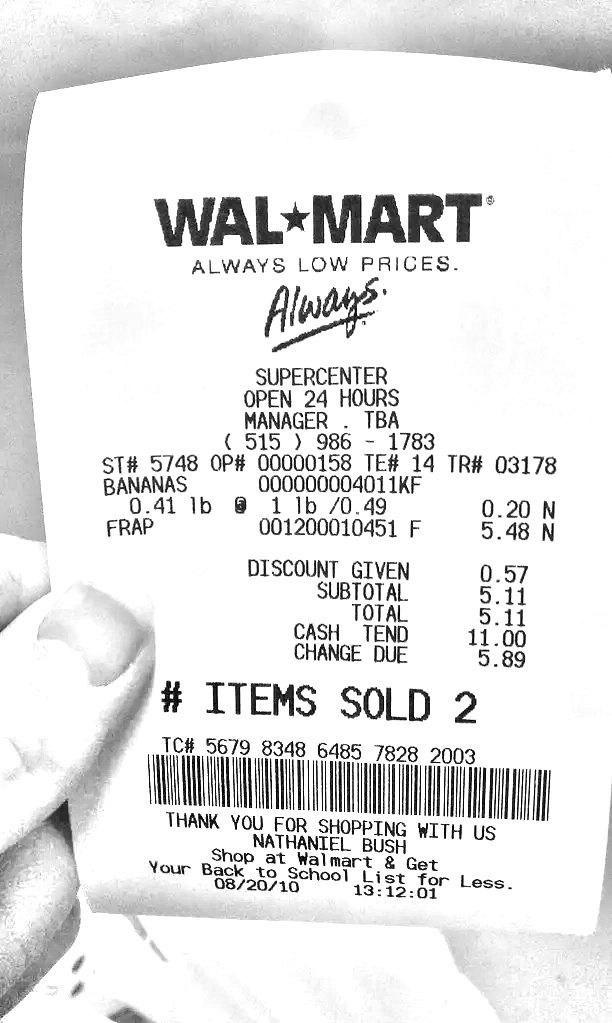 WAL★MART®
ALWAYS LOW PRICES.
Always.
SUPERCENTER
OPEN 24 HOURS
MANAGER . TBA
( 515 ) 986 - 1783
ST# 5748 OP# 00000158 TE# 14 TR# 03178
BANANAS 000000004011KF
0.41 lb @ 1 lb /0.49 0.20 N
FRAP 001200010451 F 5.48 N
DISCOUNT GIVEN 0.57
SUBTOTAL 5.11
TOTAL 5.11
CASH TEND 11.00
CHANGE DUE 5.89
# ITEMS SOLD 2
TC# 5679 8348 6485 7828 2003
THANK YOU FOR SHOPPING WITH US
NATHANIEL BUSH
Shop at Walmart & Get
Your Back to School List for Less.
08/20/10 13:12:01